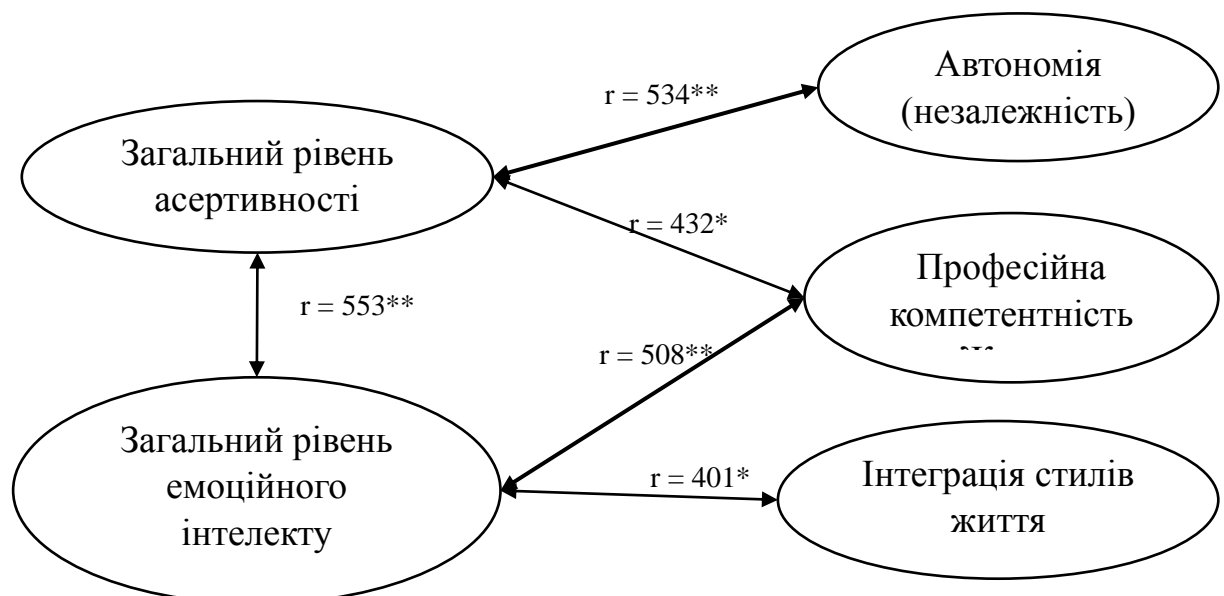 Автономія
(незалежність)
r = 534**
Загальний рівень
асертивності
r = 432*
Професійна
компетентність
r = 553**
r = 508**
Загальний рівень
емоційного
інтелекту
r = 401*
Інтеграція стилів
життя